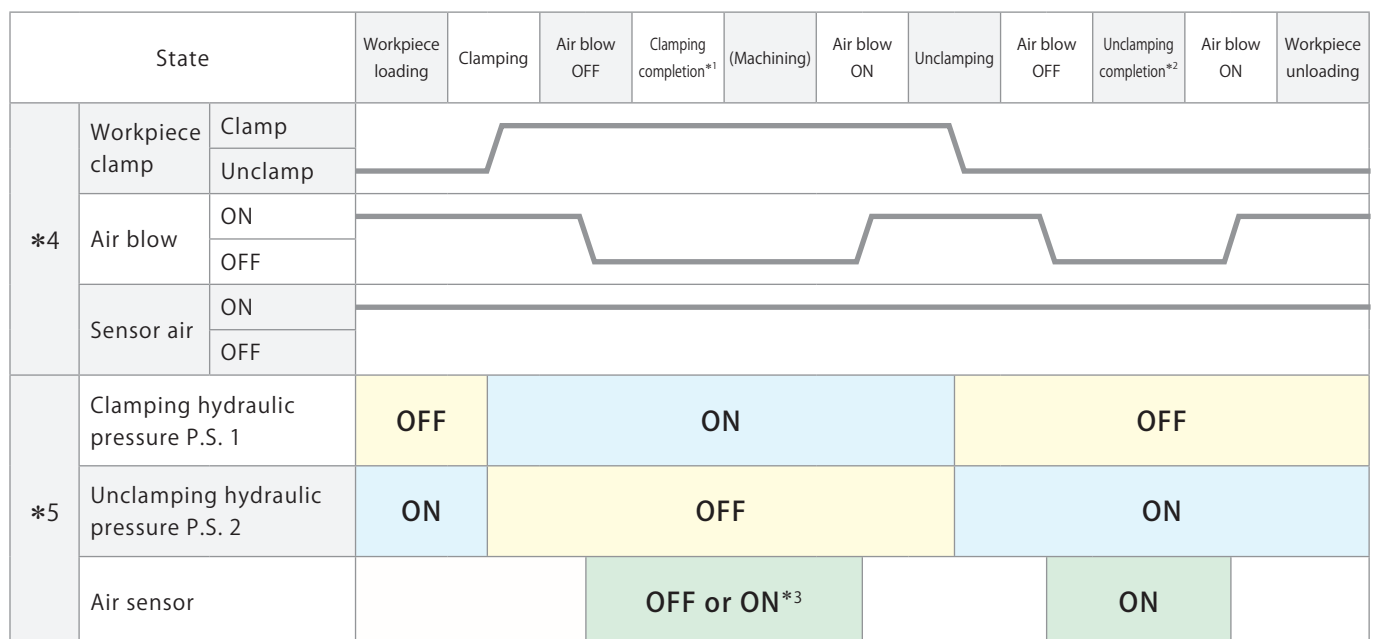 State
Workpiece
loading
Clamping
Air blow
OFF
Clamping
completion*1
(Machining)
Air blow
ON
Unclamping
Air blow
OFF
Unclamping
completion*2
Air blow
ON
Workpiece
unloading
*4
Workpiece
clamp
Clamp
Unclamp
Air blow
ON
OFF
Sensor air
ON
OFF
*5
Clamping hydraulic
pressure P.S. 1
OFF
ON
OFF
Unclamping hydraulic
pressure P.S. 2
ON
OFF
ON
Air sensor
OFF or ON*3
ON